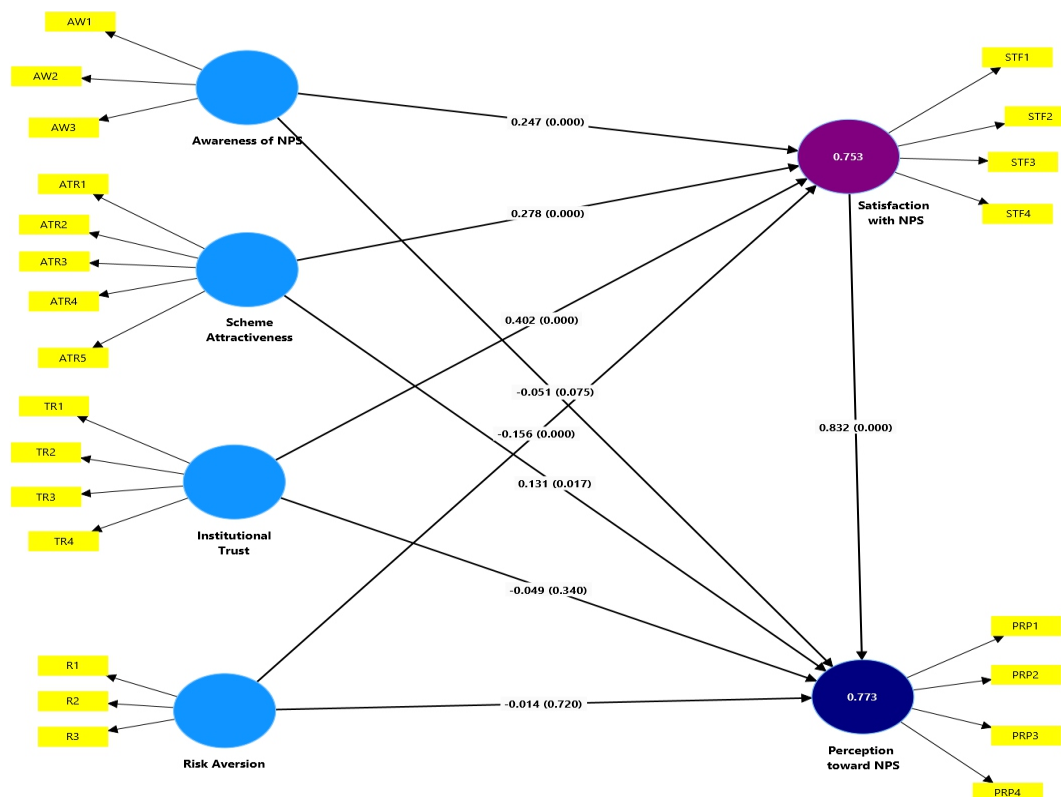 AW1
AW2
AW3
Awareness of NPS
ATR1
ATR2
ATR3
ATR4
ATR5
Scheme
Attractiveness
TR1
TR2
TR3
TR4
Institutional
Trust
R1
R2
R3
Risk Aversion
0.247 (0.000)
0.278 (0.000)
0.402 (0.000)
-0.051 (0.075)
-0.156 (0.000)
0.131 (0.017)
-0.049 (0.340)
-0.014 (0.720)
0.832 (0.000)
0.753
Satisfaction
with NPS
STF1
STF2
STF3
STF4
0.773
Perception
toward NPS
PRP1
PRP2
PRP3
PRP4